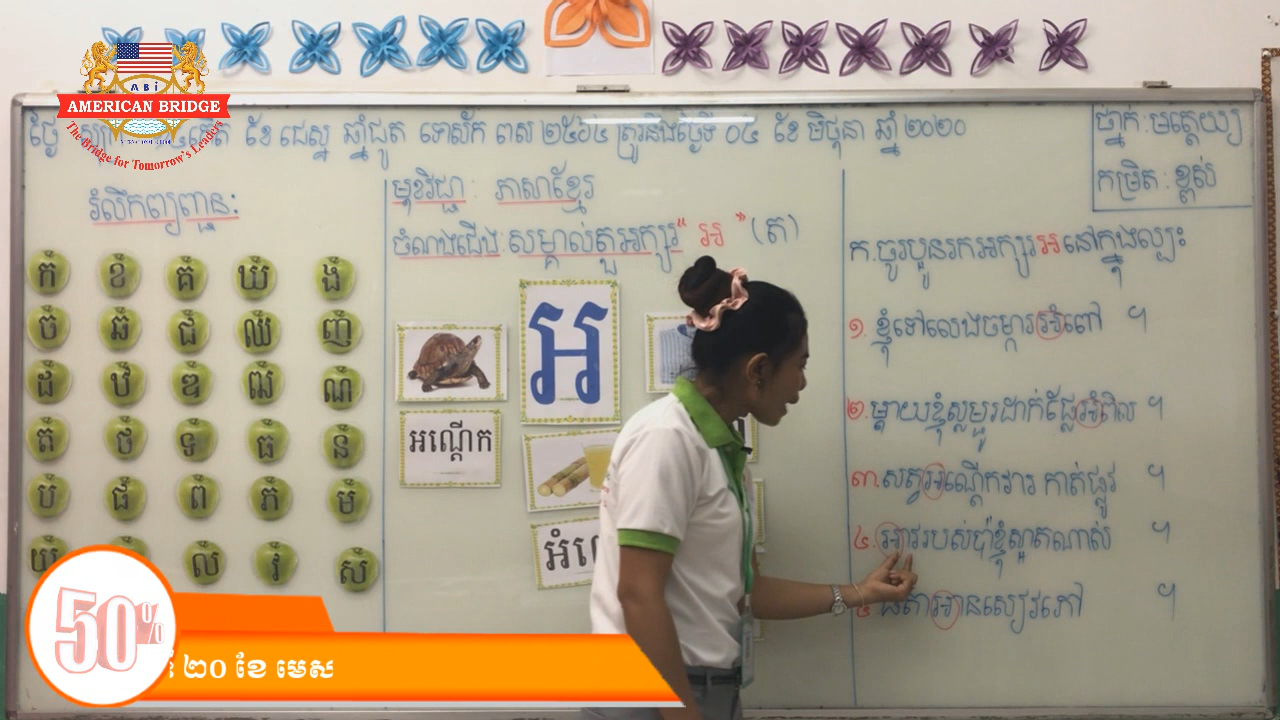 ABi
AMERICAN BRIDGE
The Bridge for Tomorrow's Leaders
ខែ ជេស្ឋ ឆ្នាំជូត ទោស័ក ពស ២៥៦៤ ត្រូវនឹងថ្ងៃទី ០៤ ខែ មិថុនា ឆ្នាំ ២០២០
ថ្នាក់ : មត្តេយ្យ
កម្រិត : ខ្ពស់
រំលឹកព្យញ្ជនៈ
ក ខ គ ឃ ង
ច ឆ ជ ឈ ញ
ដ ឋ ឌ ឍ ណ
ត ថ ទ ធ ន
ប ផ ព ភ ម
យ ល វ ស
មុខវិជ្ជា : ភាសាខ្មែរ
ចំណងជើង សម្គាល់តួអក្សរ "អ" (ត)
អ
អណ្តើក
ក.ចូរប្អូនរកអក្សរ អ នៅក្នុងល្បះ
១. ខ្ញុំទៅលេងចម្ការអំពៅ ។
២.ម្តាយខ្ញុំស្លម្ជូរដាក់ផ្លែអំពិល ។
៣.សត្វអណ្តើកវារ កាត់ផ្លូវ ។
៤.អាវរបស់ប៉ាខ្ញុំស្អាតណាស់ ។
៥ ជីតាអានសៀវភៅ ។
50%
២០ ខែ មេសា